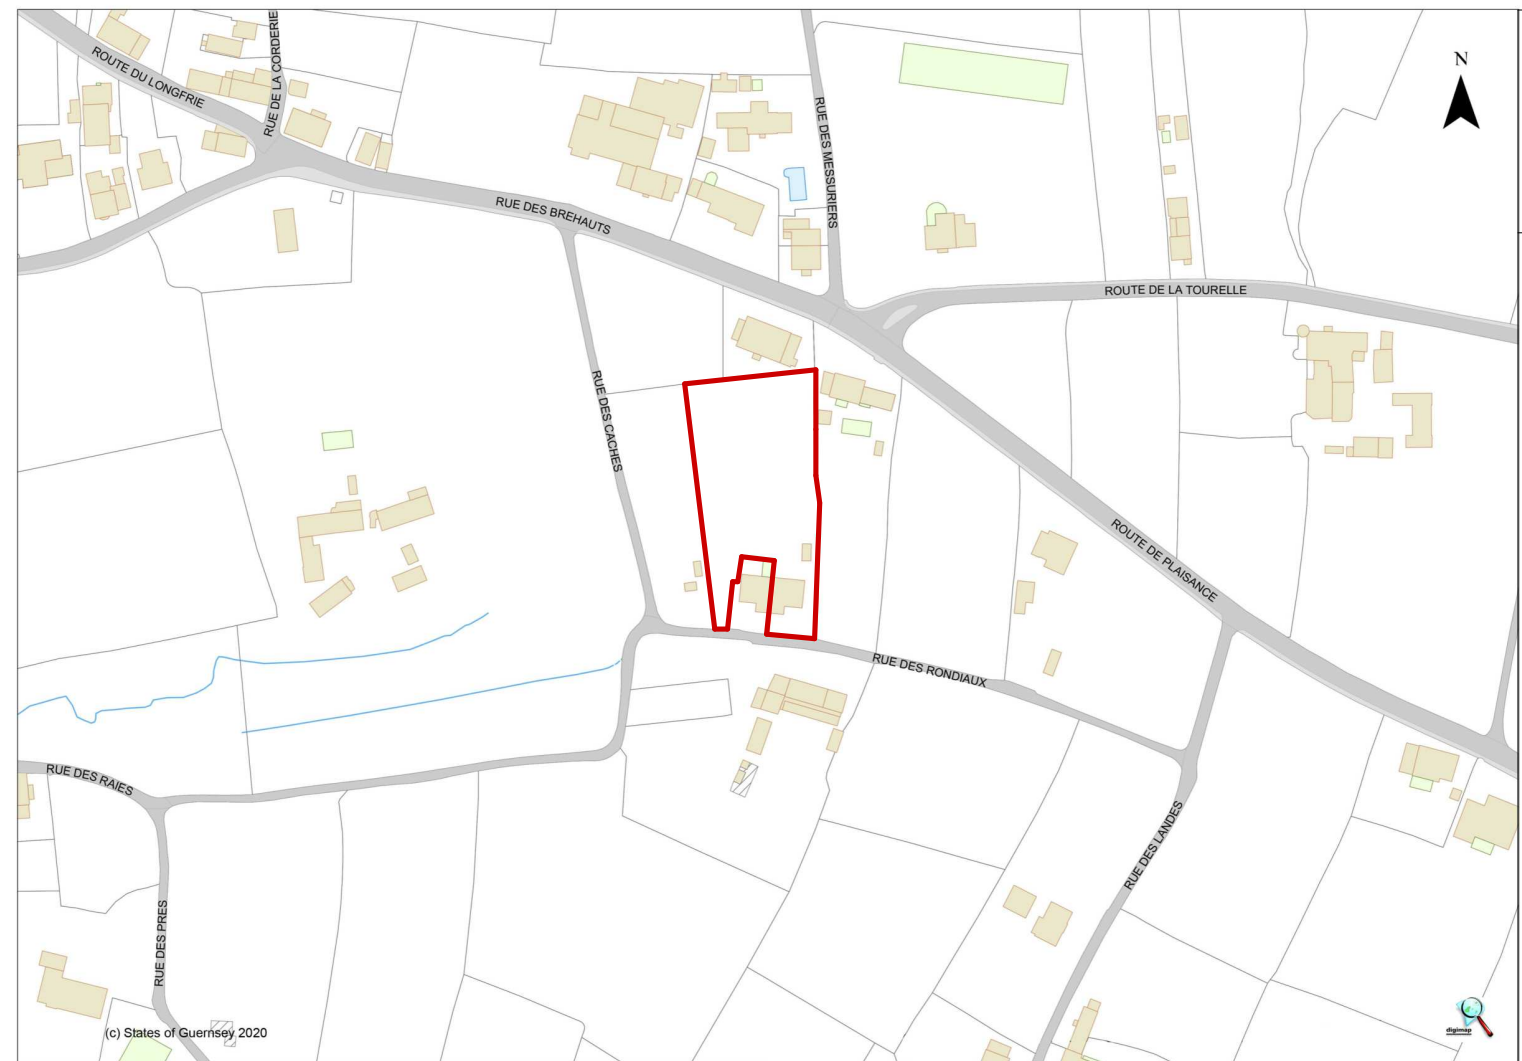 ROUTE DU LONGFRIE
RUE DE LA CORDERIE
N
RUE DES MESSURIERS
RUE DES BREHAUTS
ROUTE DE LA TOURELLE
RUE DES CACHES
ROUTE DE PLAISANCE
RUE DES RONDIAUX
RUE DES RAIES
RUE DES LANDES
RUE DES PRES
(c) States of Guernsey 2020
digimap